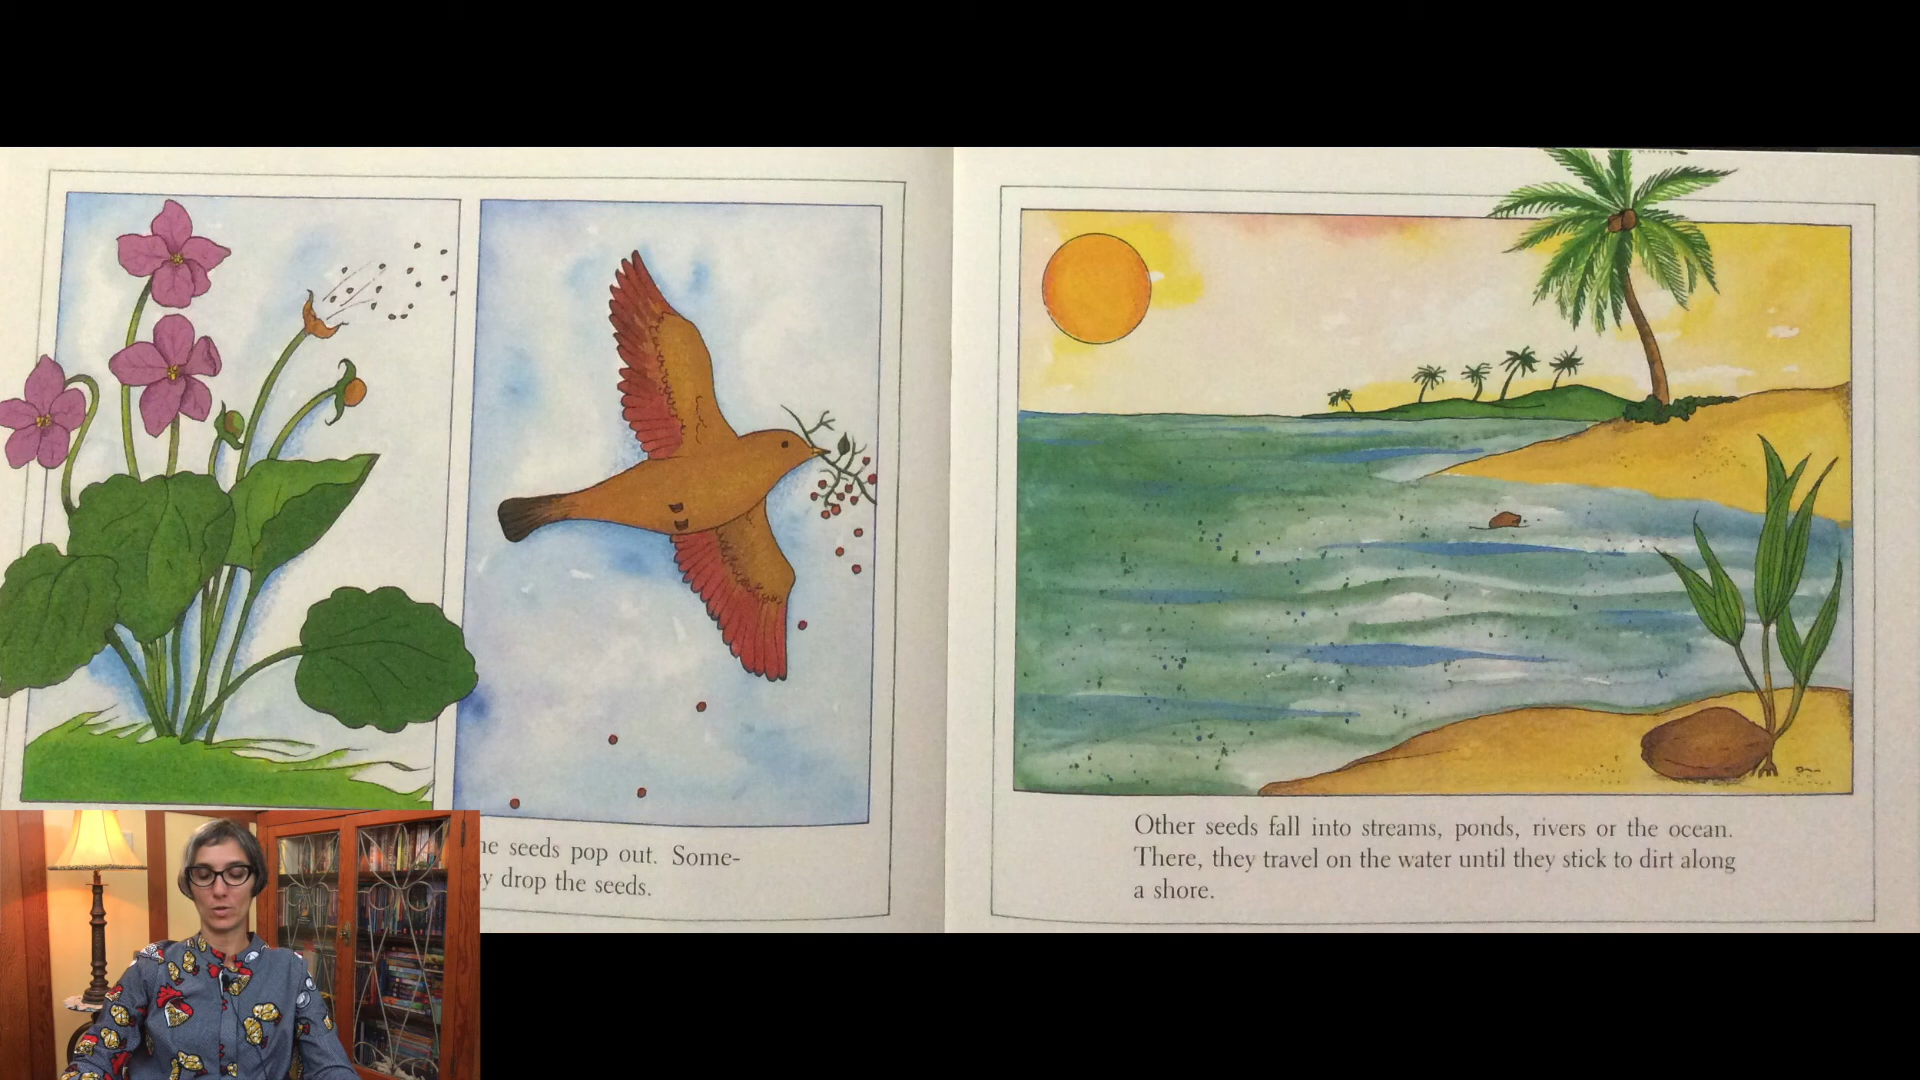 seeds pop out. Some-
drop the seeds.
Other seeds fall into streams, ponds, rivers or the ocean.
There, they travel on the water until they stick to dirt along
a shore.